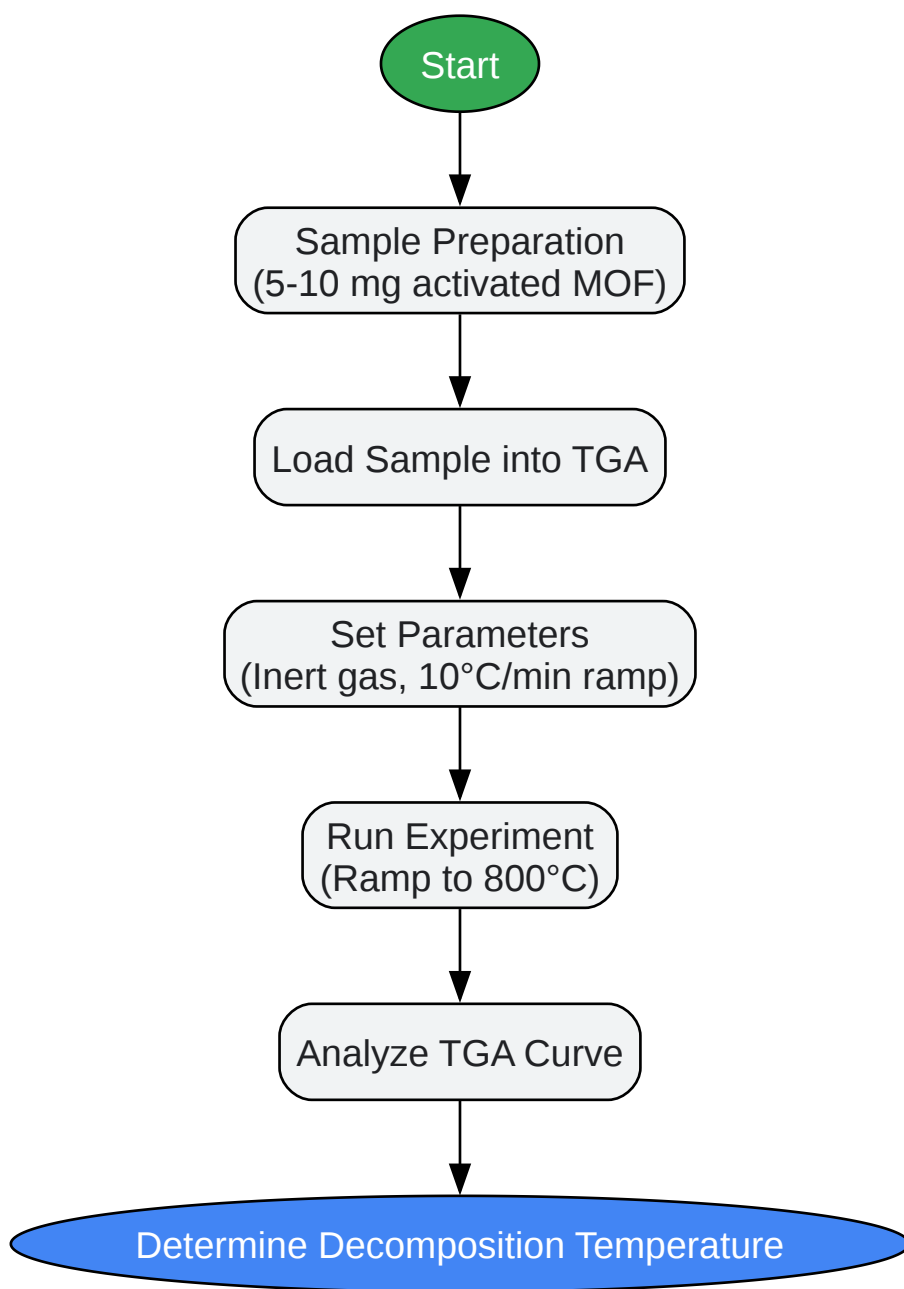 Start
Sample Preparation
(5-10 mg activated MOF)
Load Sample into TGA
Set Parameters
(Inert gas, 10°C/min ramp)
Run Experiment
(Ramp to 800°C)
Analyze TGA Curve
Determine Decomposition Temperature